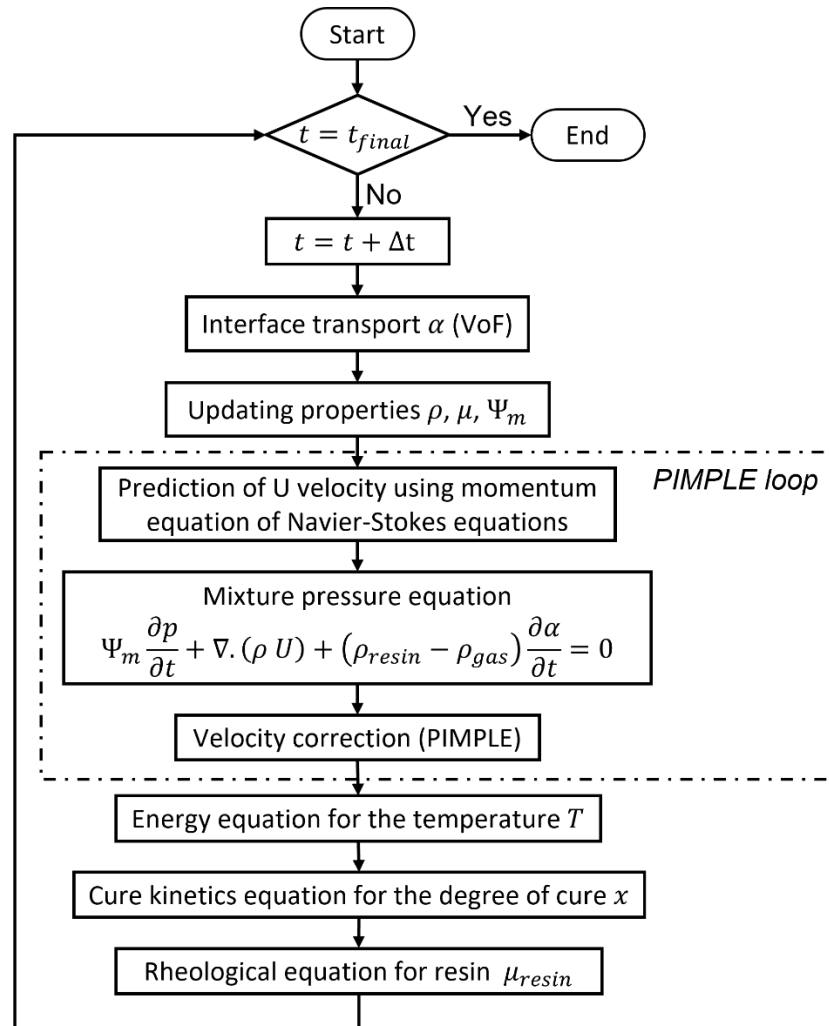 Start
t = t_final
Yes
End
No
t = t + Δt
Interface transport α (VoF)
Updating properties ρ, μ, Ψ_m
PIMPLE loop
Prediction of U velocity using momentum
equation of Navier-Stokes equations
Mixture pressure equation
Ψ_m ∂p/∂t + ∇. (ρ U) + (ρ_resin − ρ_gas) ∂α/∂t = 0
Velocity correction (PIMPLE)
Energy equation for the temperature T
Cure kinetics equation for the degree of cure x
Rheological equation for resin μ_resin